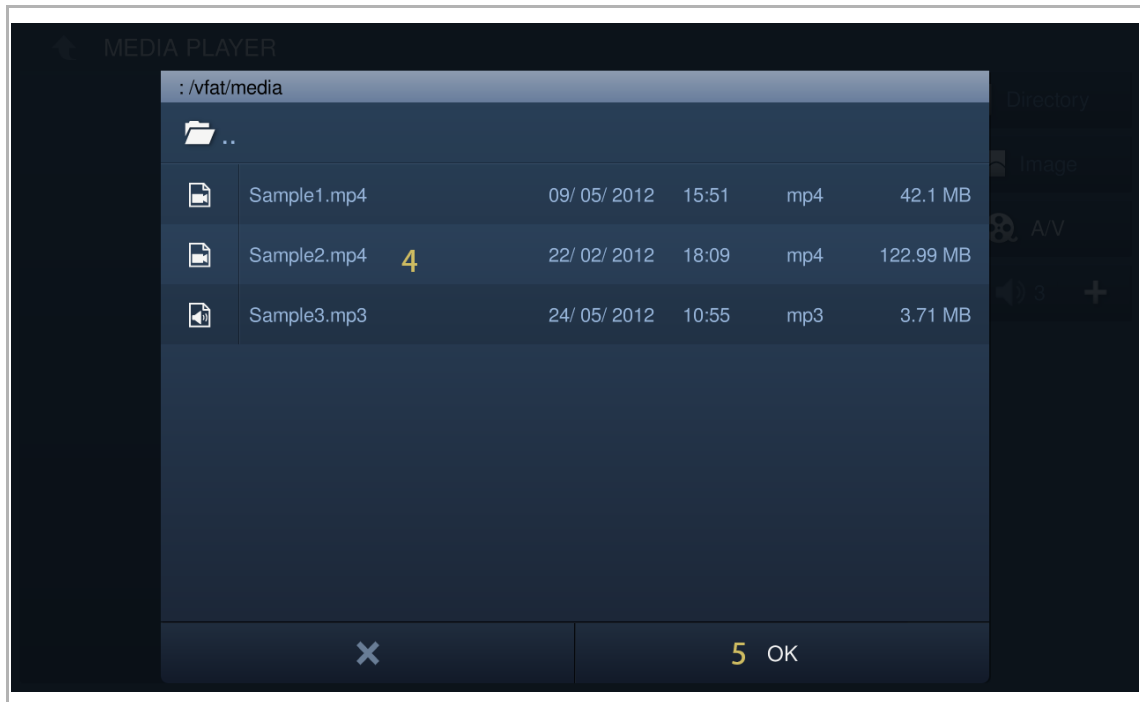 MEDIA PLAYER
: /vfat/media
Directory
..
Image
Sample1.mp4 09/ 05/ 2012 15:51 mp4 42.1 MB
A/V
Sample2.mp4 4 22/ 02/ 2012 18:09 mp4 122.99 MB
3 +
Sample3.mp3 24/ 05/ 2012 10:55 mp3 3.71 MB
5 OK